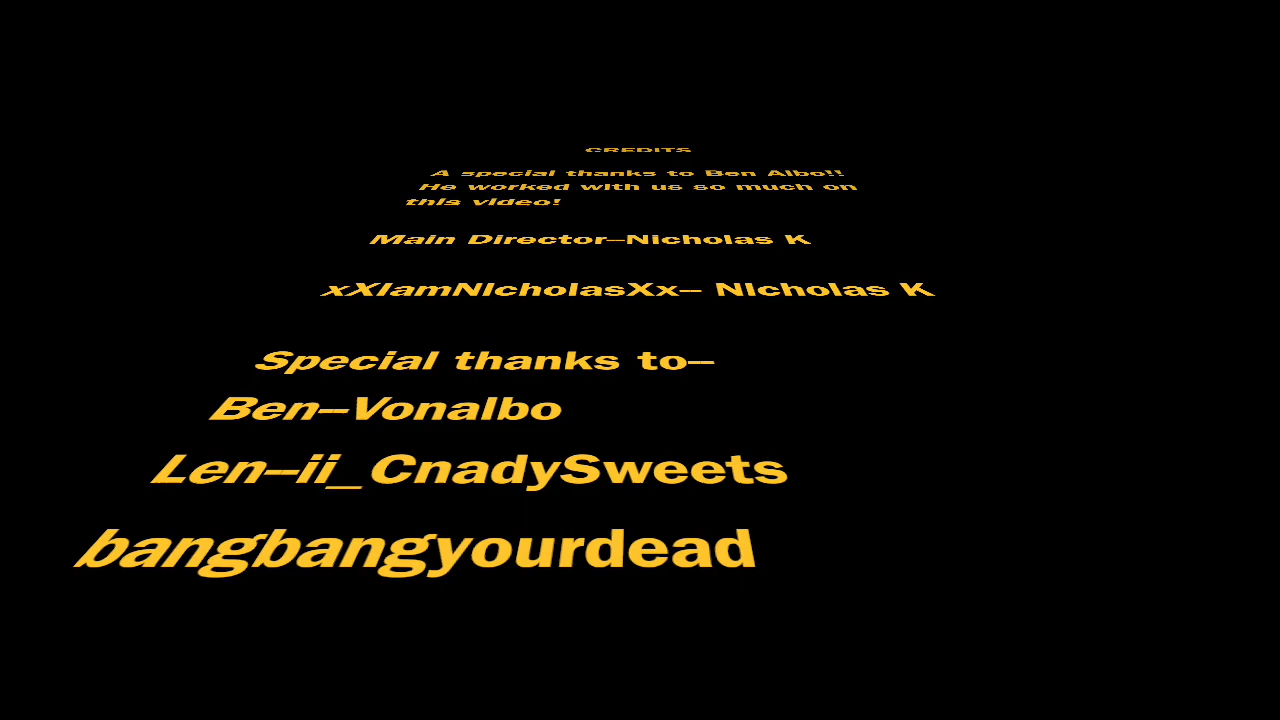 CREDITS
A special thanks to Ben Albo!!
He worked with us so much on
this video!
Main Director--Nicholas K
xXIamNicholasXx-- Nicholas K
Special thanks to--
Ben--Vonalbo
Len--ii_CnadySweets
bangbangyourdead